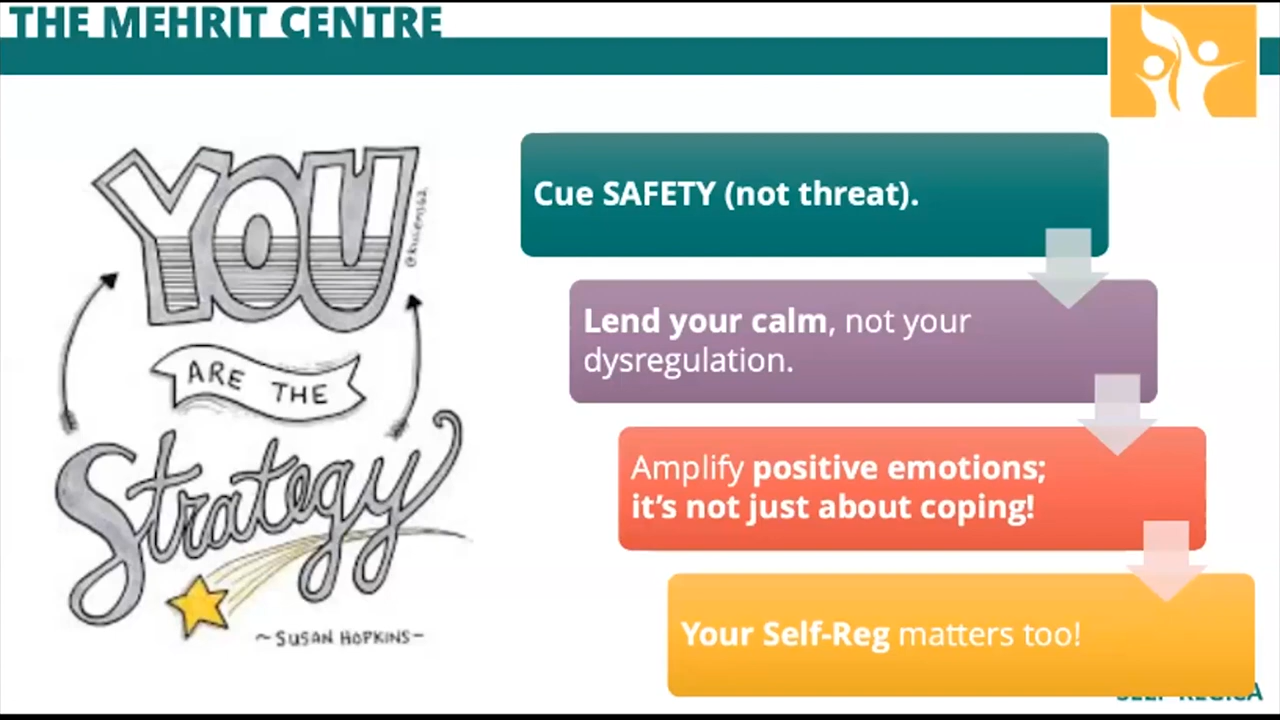 THE MEHRIT CENTRE
YOU
@kwiens62
ARE THE
Strategy
~SUSAN HOPKINS~
Cue SAFETY (not threat).
Lend your calm, not your
dysregulation.
Amplify positive emotions;
it's not just about coping!
Your Self-Reg matters too!